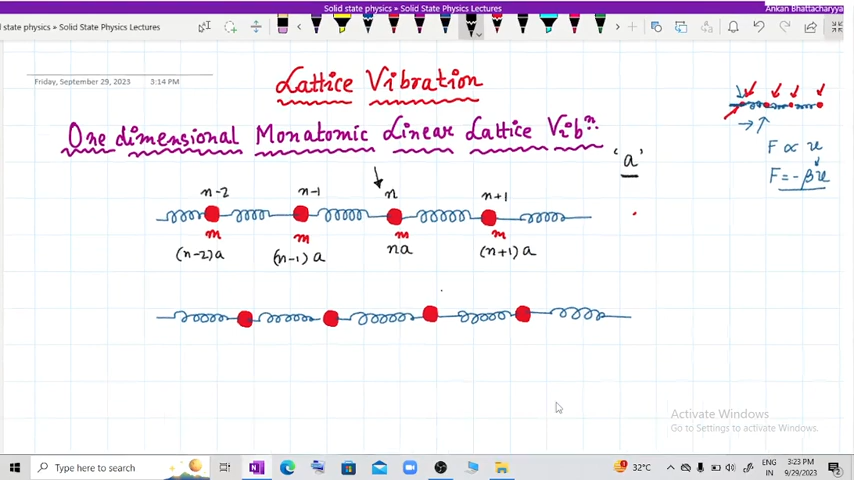 Solid state physics » Solid State Physics Lectures
Ankan Bhattacharyya
d state physics » Solid State Physics Lectures
Friday, September 29, 2023 3:14 PM
Lattice Vibration
One dimensional Monatomic Linear Lattice Vibⁿ.
'a'
F ∝ x
F = -βx
n-2 n-1 n n+1
m m m m
(n-2)a (n-1)a na (n+1)a
Activate Windows
Go to Settings to activate Windows.
Type here to search
32°C
ENG
IN
3:23 PM
9/29/2023
2